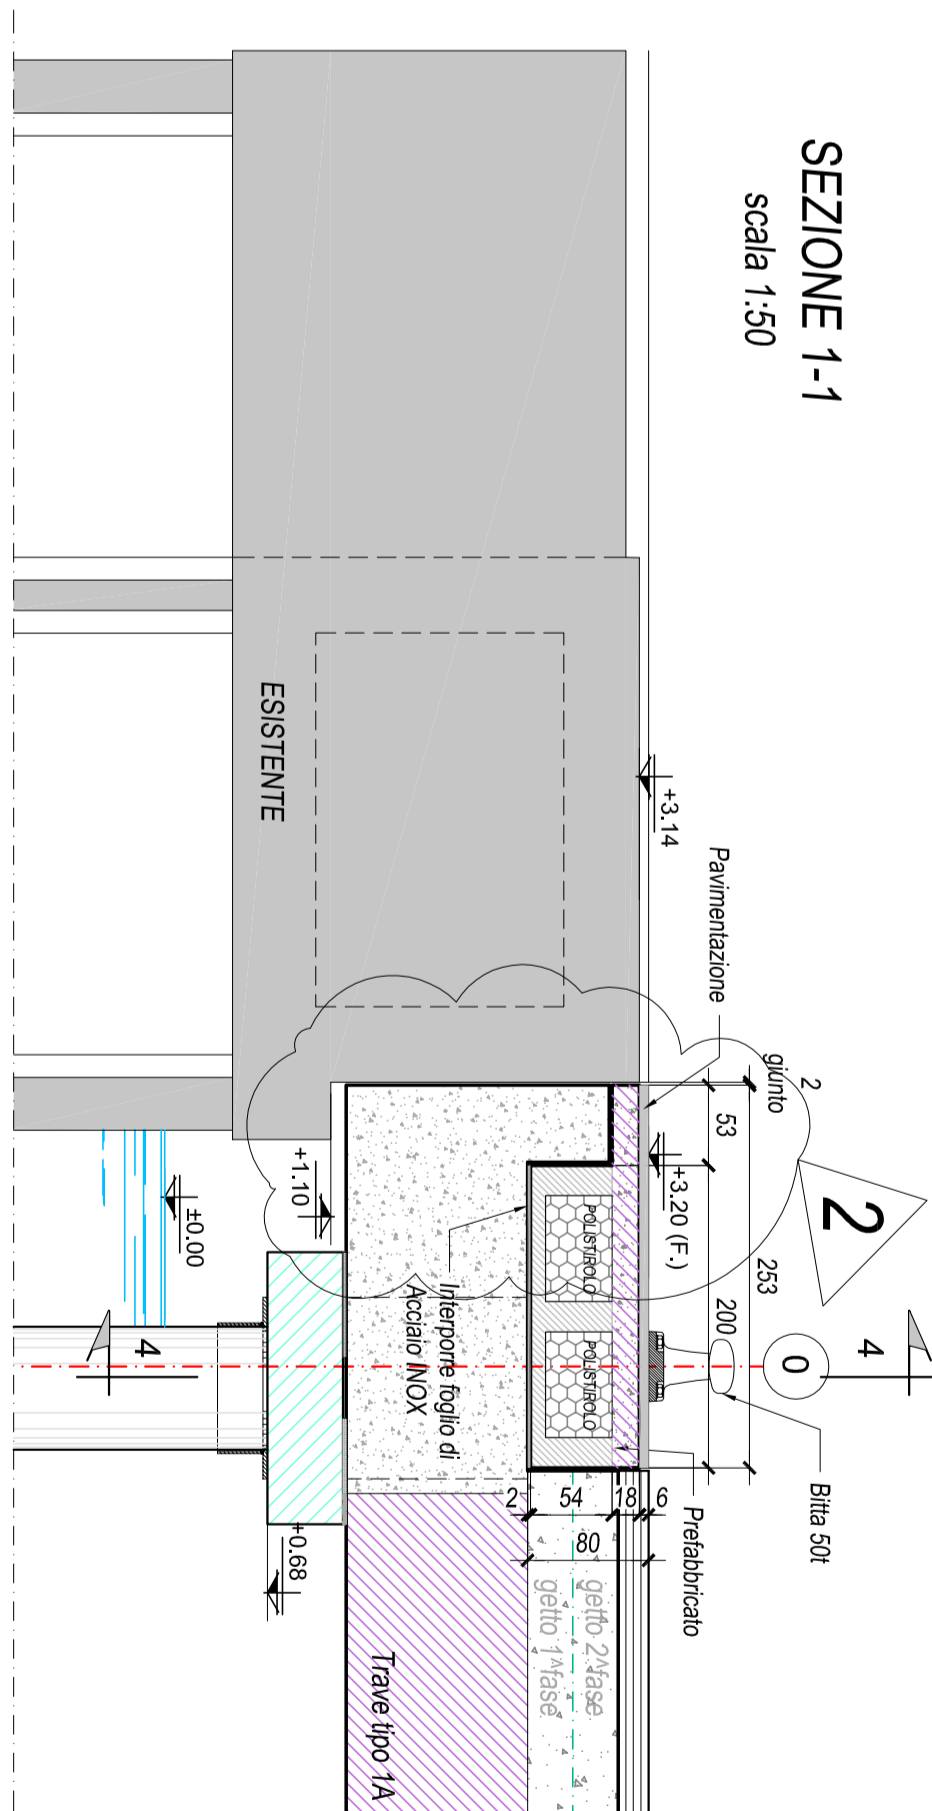 SEZIONE 1-1
scala 1:50
ESISTENTE
+3.14
Pavimentazione
2
giunto
53
253
200
+3.20 (F.)
2
+1.10
±0.00
POLISTIROLO
POLISTIROLO
Interporre foglio di
Acciaio INOX
4
4
0
Bitta 50t
Prefabbricato
2
54
18
6
80
+0.68
getto 2^fase
getto 1^fase
Trave tipo 1A